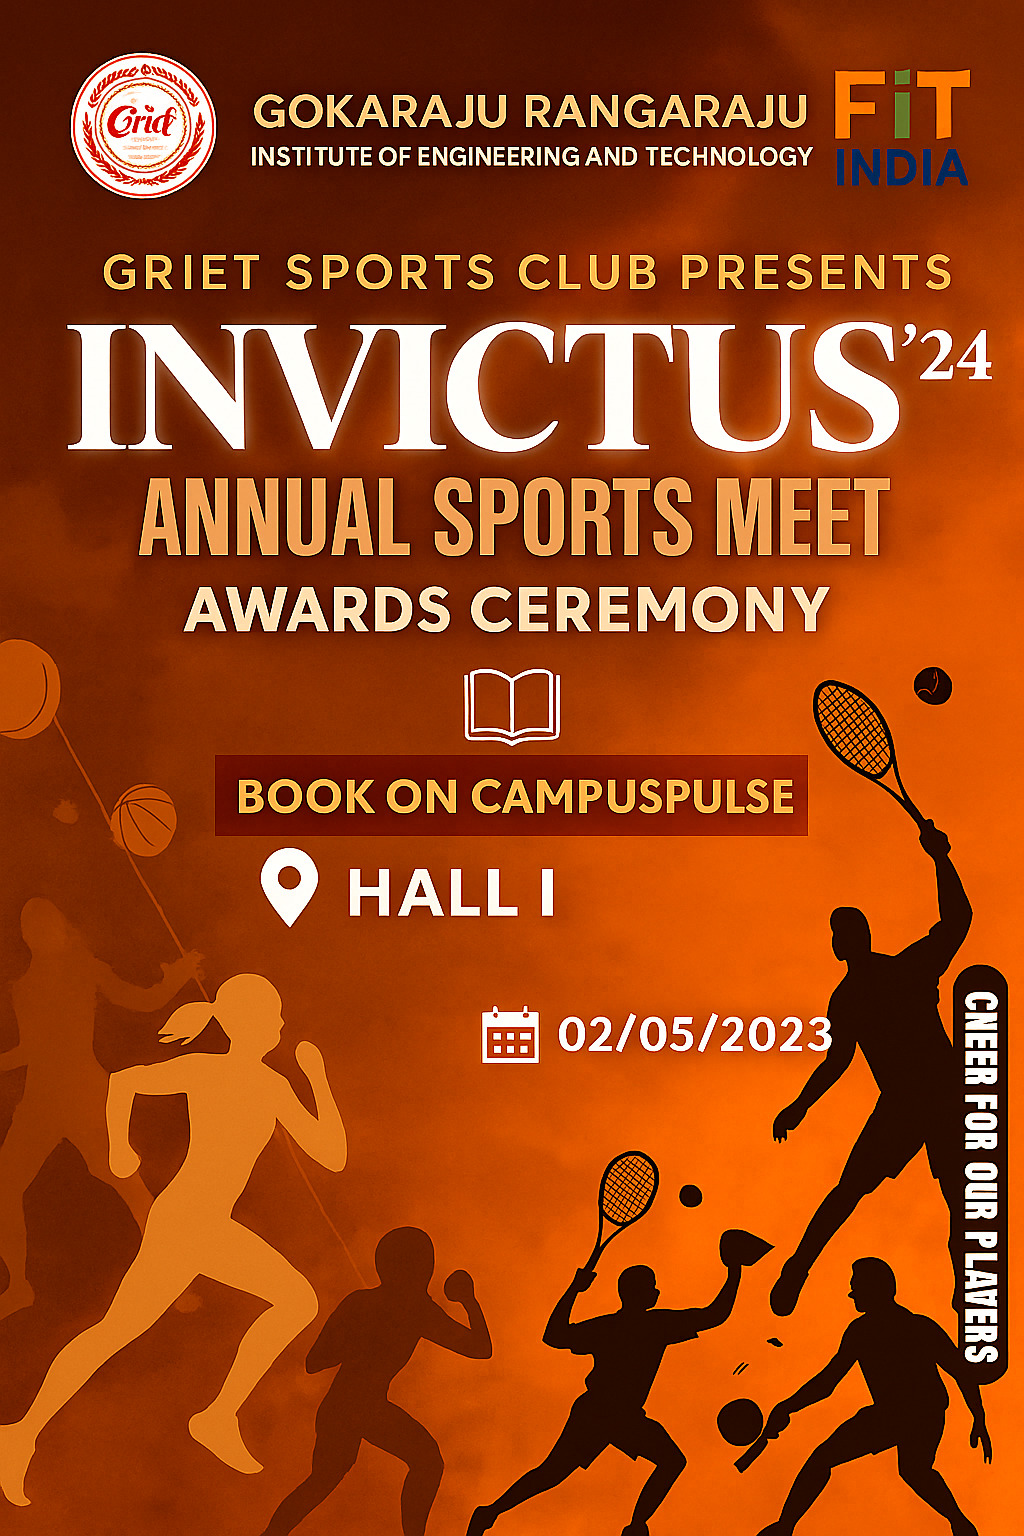 Grid
GOKARAJU RANGARAJU
INSTITUTE OF ENGINEERING AND TECHNOLOGY
FiT
INDIA
GRIET SPORTS CLUB PRESENTS
INVICTUS'24
ANNUAL SPORTS MEET
AWARDS CEREMONY
BOOK ON CAMPUSPULSE
HALL I
02/05/2023
CNEER FOR OUR PLAYERS